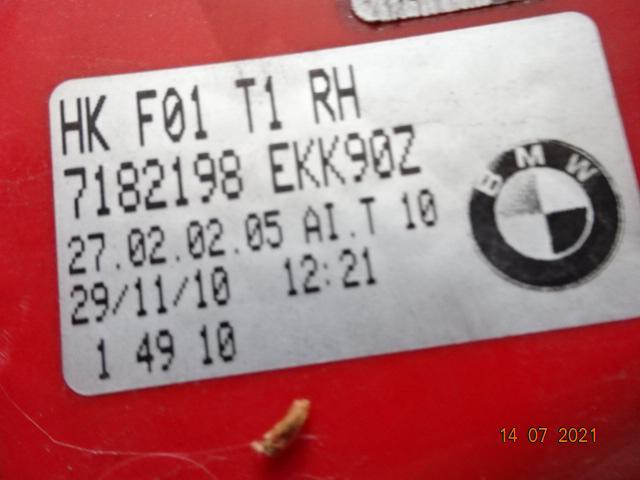 HK F01 T1 RH
7182198 EKK90Z
27.02.02.05 AI.T 10
29/11/10 12:21
1 49 10
BMW
14 07 2021